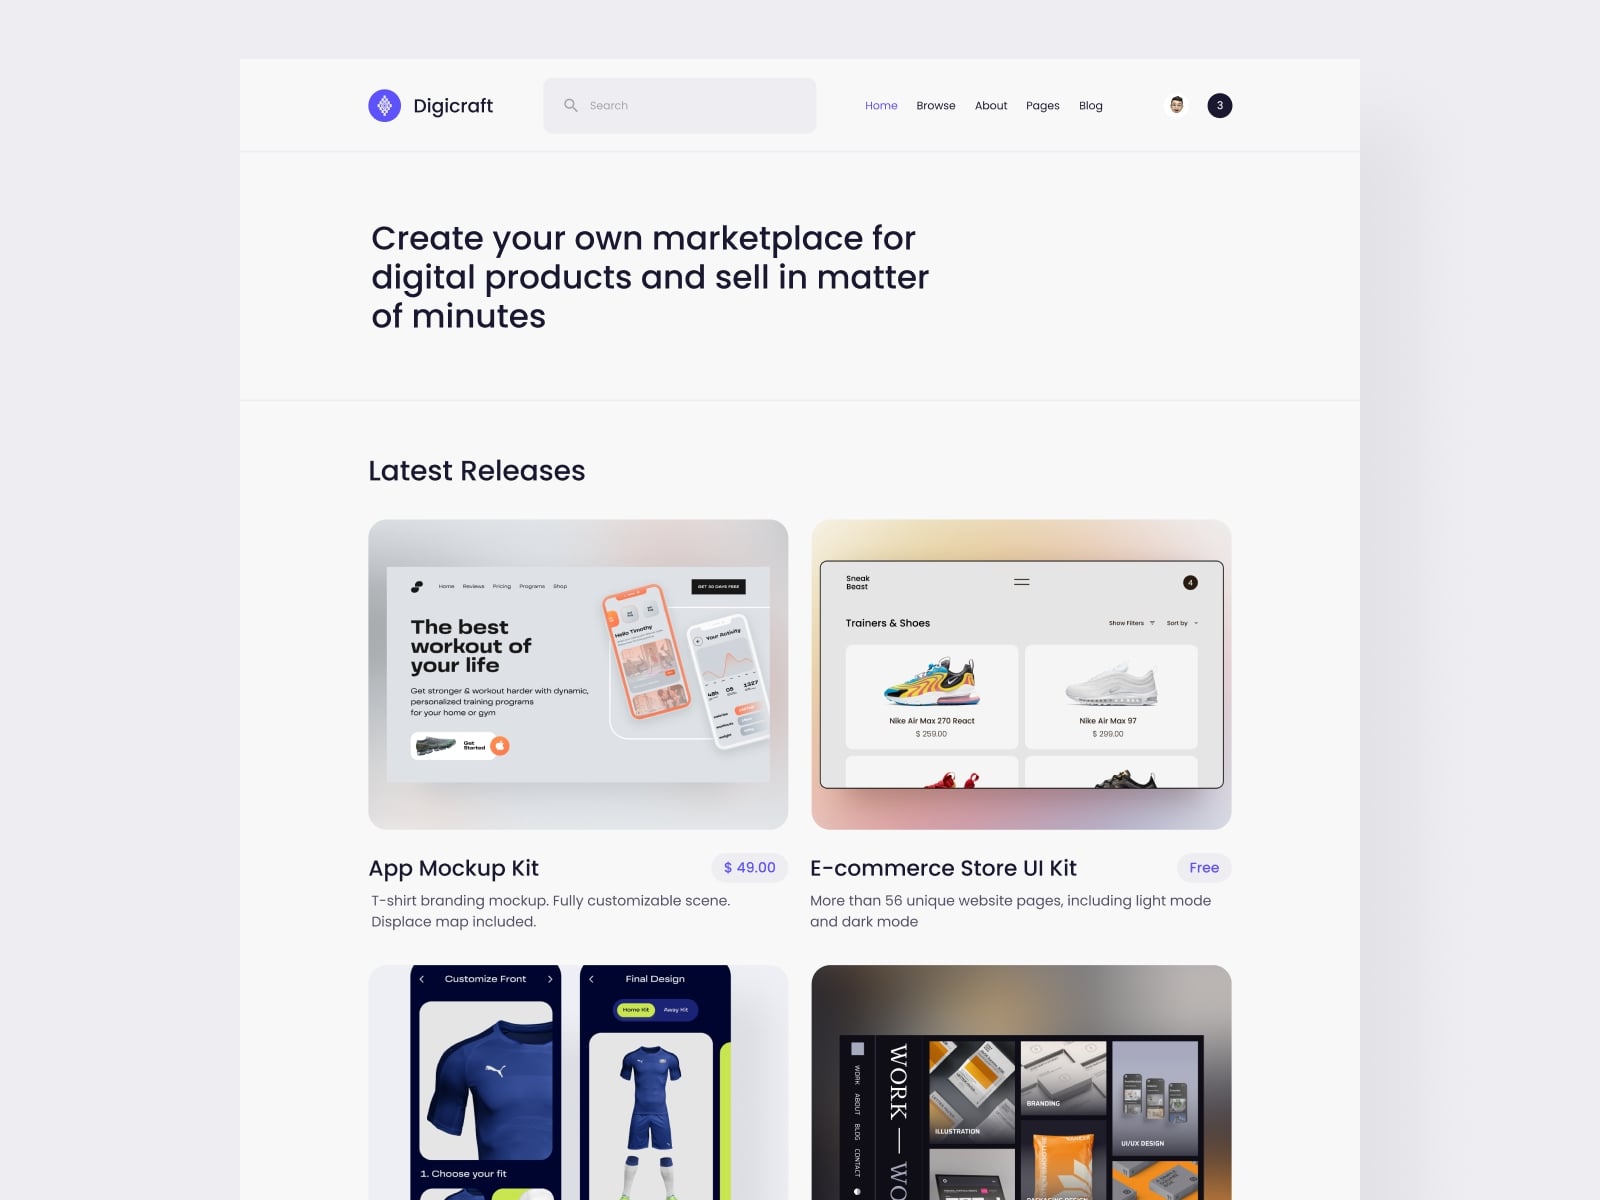 Digicraft
Search
Home
Browse
About
Pages
Blog
3
Create your own marketplace for
digital products and sell in matter
of minutes
Latest Releases
Home
Reviews
Pricing
Programs
Shop
GET 30 DAYS FREE
The best
workout of
your life
Get stronger & workout harder with dynamic,
personalized training programs
for your home or gym
Get
Started
Hello Timothy
Your Activity
48h
05
1327
calories
workouts
weight
Sneak
Beast
4
Trainers & Shoes
Show Filters
Sort by
Nike Air Max 270 React
$ 259.00
Nike Air Max 97
$ 299.00
App Mockup Kit
$ 49.00
T-shirt branding mockup. Fully customizable scene.
Displace map included.
E-commerce Store UI Kit
Free
More than 56 unique website pages, including light mode
and dark mode
Customize Front
1. Choose your fit
Final Design
Home Kit
Away Kit
WORK
ABOUT
BLOG
CONTACT
WORK — WO
ILLUSTRATION
BRANDING
UI/UX DESIGN
PACKAGING DESIGN